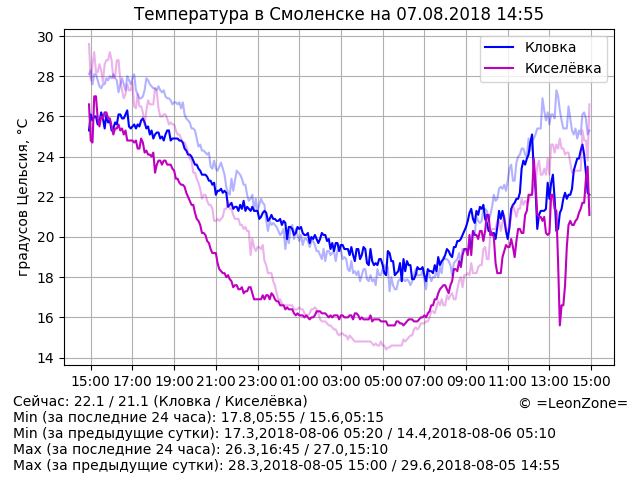 Температура в Смоленске на 07.08.2018 14:55
Кловка
Киселёвка
градусов Цельсия, °C
30
28
26
24
22
20
18
16
14
15:00 17:00 19:00 21:00 23:00 01:00 03:00 05:00 07:00 09:00 11:00 13:00 15:00
Сейчас: 22.1 / 21.1 (Кловка / Киселёвка)
© =LeonZone=
Min (за последние 24 часа): 17.8,05:55 / 15.6,05:15
Min (за предыдущие сутки): 17.3,2018-08-06 05:20 / 14.4,2018-08-06 05:10
Max (за последние 24 часа): 26.3,16:45 / 27.0,15:10
Max (за предыдущие сутки): 28.3,2018-08-05 15:00 / 29.6,2018-08-05 14:55